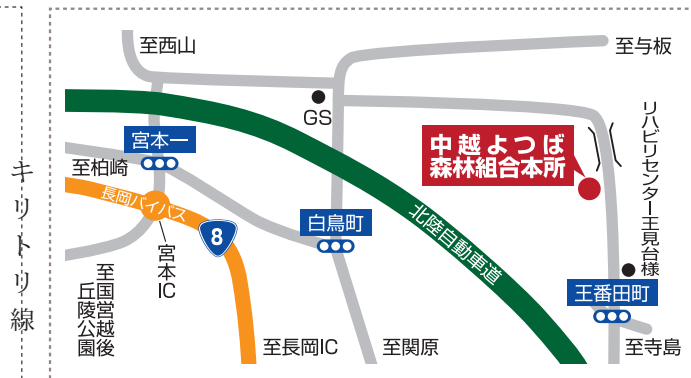 至西山
至与板
GS
宮本一
中越よつば
森林組合本所
リハビリセンター王見台様
至柏崎
長岡バイパス
白鳥町
北陸自動車道
8
宮本IC
至国営越後
丘陵公園
王番田町
至長岡IC
至関原
至寺島
キリトリ線